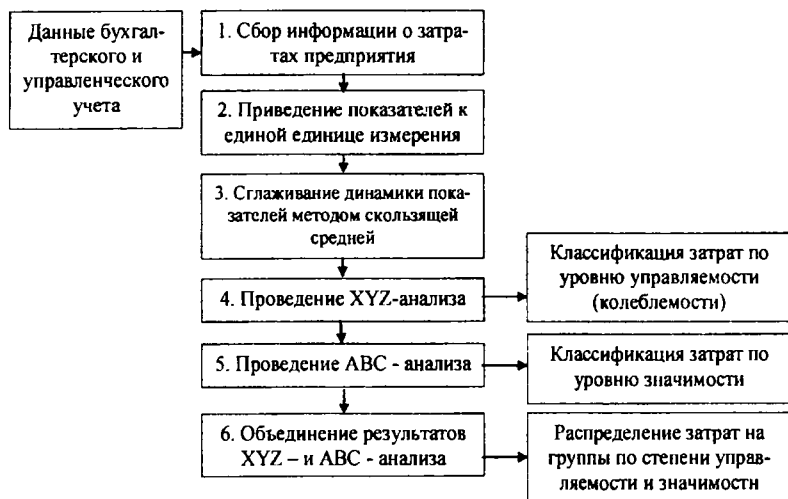 Данные бухгал-
терского и
управленческого
учета
1. Сбор информации о затра-
тах предприятия
2. Приведение показателей к
единой единице измерения
3. Сглаживание динамики пока-
зателей методом скользящей
средней
4. Проведение XYZ-анализа
Классификация затрат по
уровню управляемости
(колеблемости)
5. Проведение ABC - анализа
Классификация затрат по
уровню значимости
6. Объединение результатов
XYZ – и ABC - анализа
Распределение затрат на
группы по степени управ-
ляемости и значимости